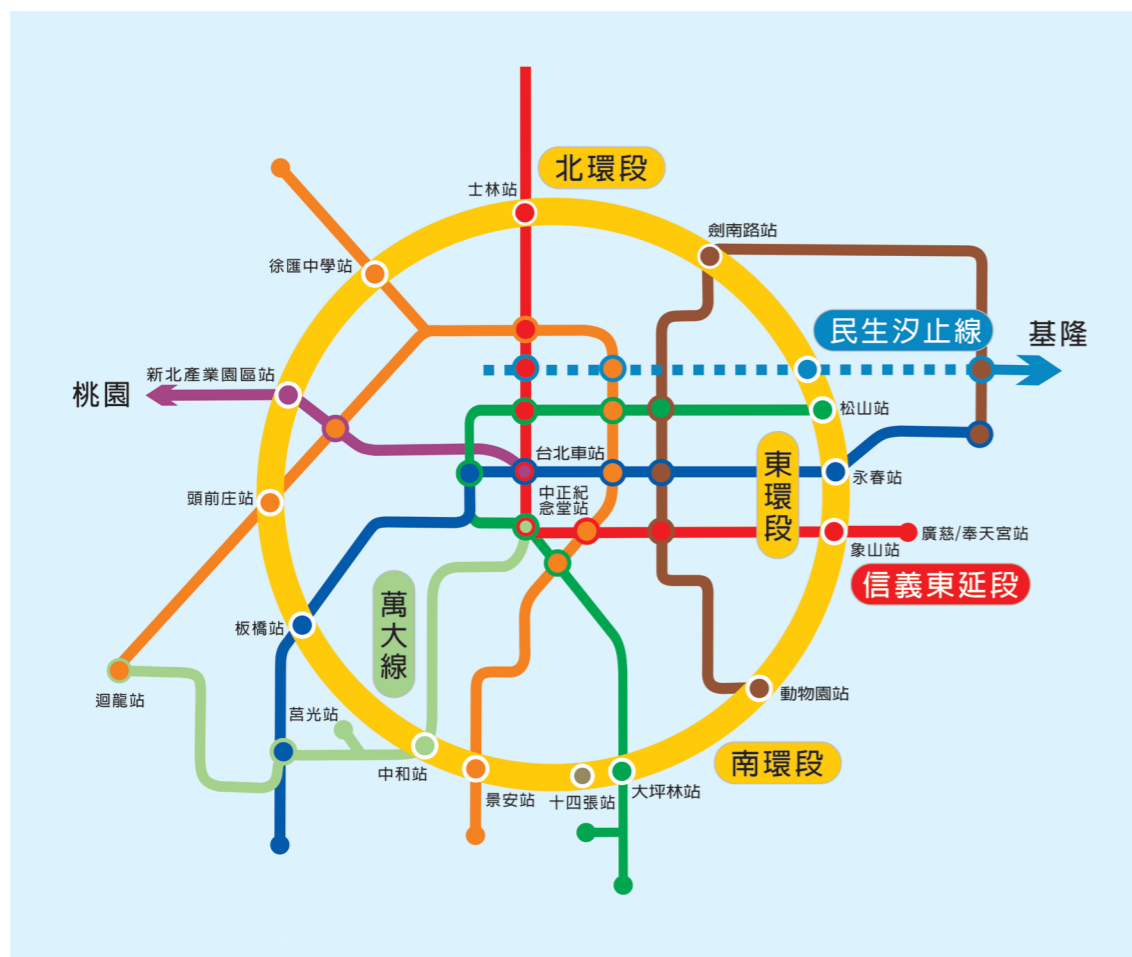 北環段
士林站
劍南路站
徐匯中學站
民生汐止線
基隆
新北產業園區站
桃園
松山站
台北車站
東環段
永春站
頭前庄站
中正紀
念堂站
廣慈/奉天宮站
象山站
信義東延段
萬大線
板橋站
動物園站
迴龍站
莒光站
南環段
中和站
景安站
十四張站
大坪林站